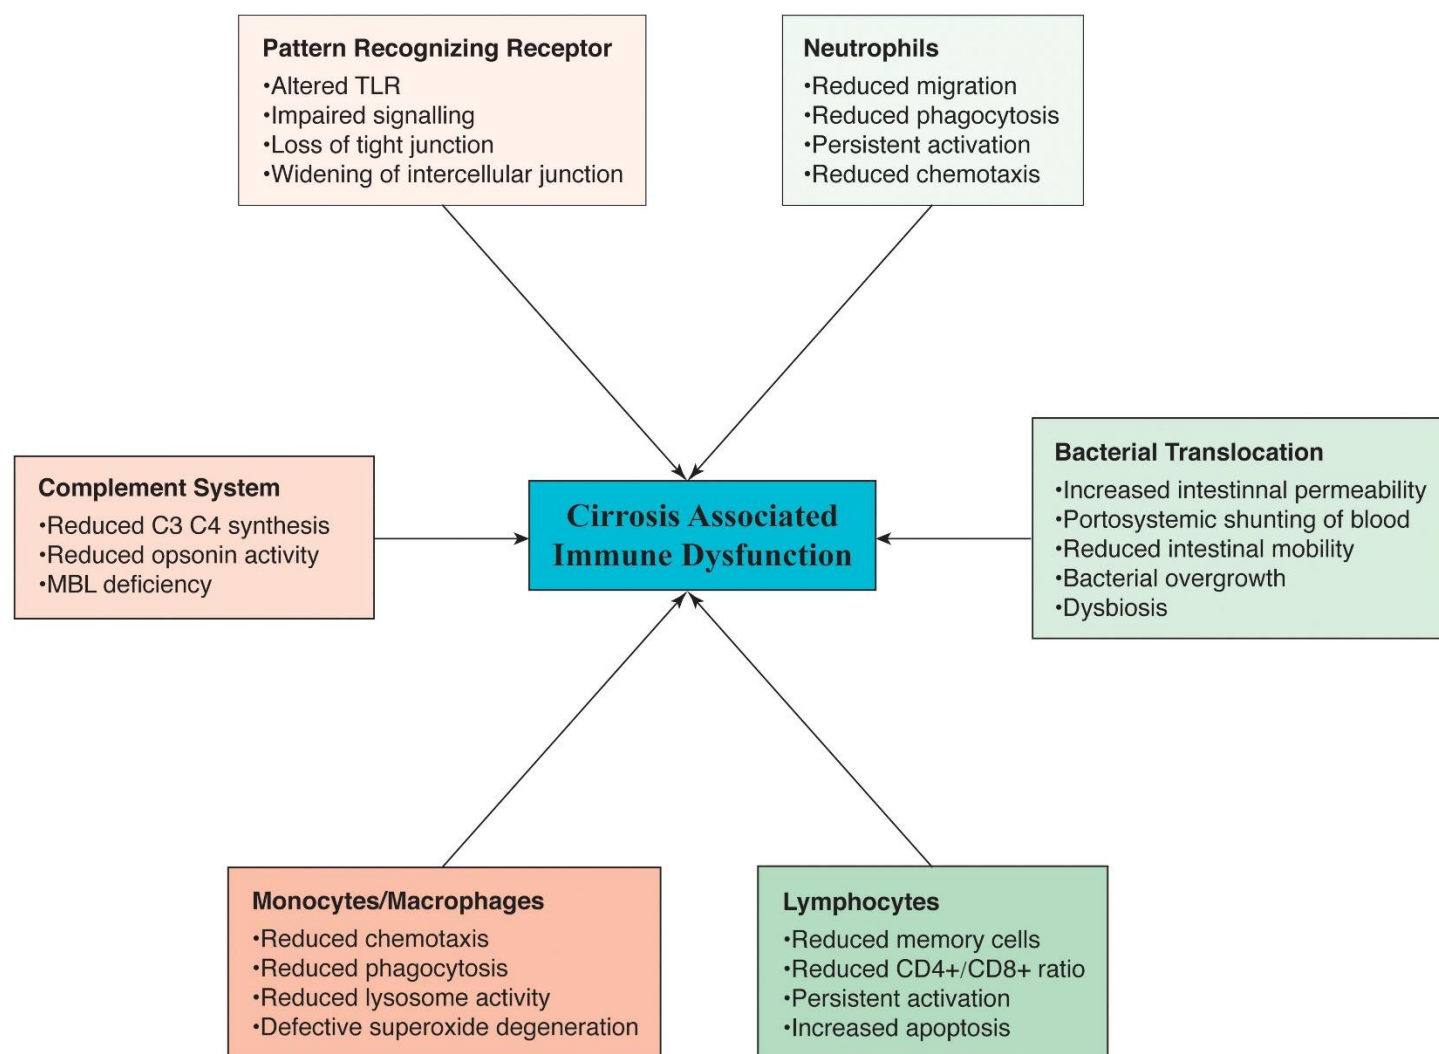 Pattern Recognizing Receptor
•Altered TLR
•Impaired signalling
•Loss of tight junction
•Widening of intercellular junction
Neutrophils
•Reduced migration
•Reduced phagocytosis
•Persistent activation
•Reduced chemotaxis
Complement System
•Reduced C3 C4 synthesis
•Reduced opsonin activity
•MBL deficiency
Cirrosis Associated
Immune Dysfunction
Bacterial Translocation
•Increased intestinnal permeability
•Portosystemic shunting of blood
•Reduced intestinal mobility
•Bacterial overgrowth
•Dysbiosis
Monocytes/Macrophages
•Reduced chemotaxis
•Reduced phagocytosis
•Reduced lysosome activity
•Defective superoxide degeneration
Lymphocytes
•Reduced memory cells
•Reduced CD4+/CD8+ ratio
•Persistent activation
•Increased apoptosis